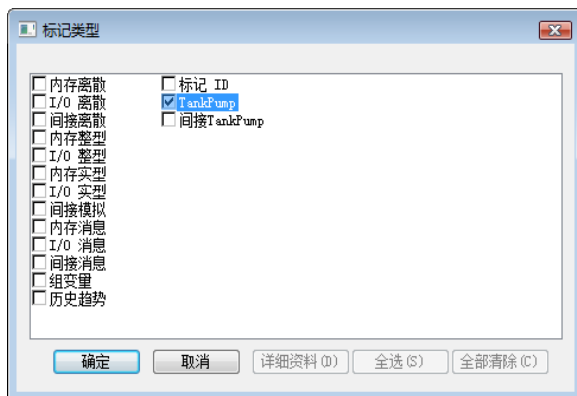 标记类型
内存离散
I/O 离散
间接离散
内存整型
I/O 整型
内存实型
I/O 实型
间接模拟
内存消息
I/O 消息
间接消息
组变量
历史趋势
标记 ID
TankPump
间接TankPump
确定
取消
详细资料(D)
全选(S)
全部清除(C)